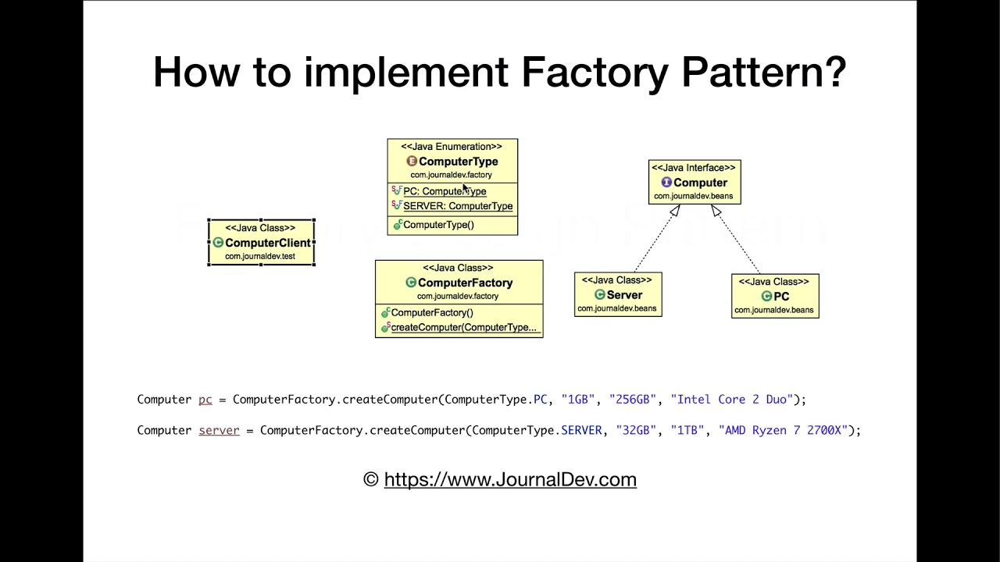 How to implement Factory Pattern?
<<Java Enumeration>>
E ComputerType
com.journaldev.factory
SF PC: ComputerType
SF SERVER: ComputerType
C ComputerType()
<<Java Interface>>
I Computer
com.journaldev.beans
<<Java Class>>
C ComputerClient
com.journaldev.test
<<Java Class>>
C ComputerFactory
com.journaldev.factory
C ComputerFactory()
S createComputer(ComputerType...
<<Java Class>>
C Server
com.journaldev.beans
<<Java Class>>
C PC
com.journaldev.beans
Computer pc = ComputerFactory.createComputer(ComputerType.PC, "1GB", "256GB", "Intel Core 2 Duo");
Computer server = ComputerFactory.createComputer(ComputerType.SERVER, "32GB", "1TB", "AMD Ryzen 7 2700X");
© https://www.JournalDev.com